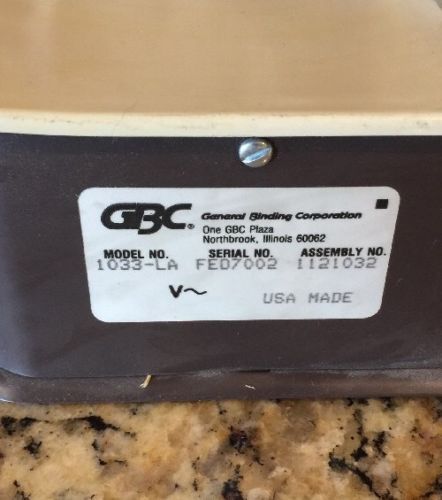 GBC® General Binding Corporation
One GBC Plaza
Northbrook, Illinois 60062
MODEL NO. SERIAL NO. ASSEMBLY NO.
1033-LA FED7002 1121032
V~ USA MADE